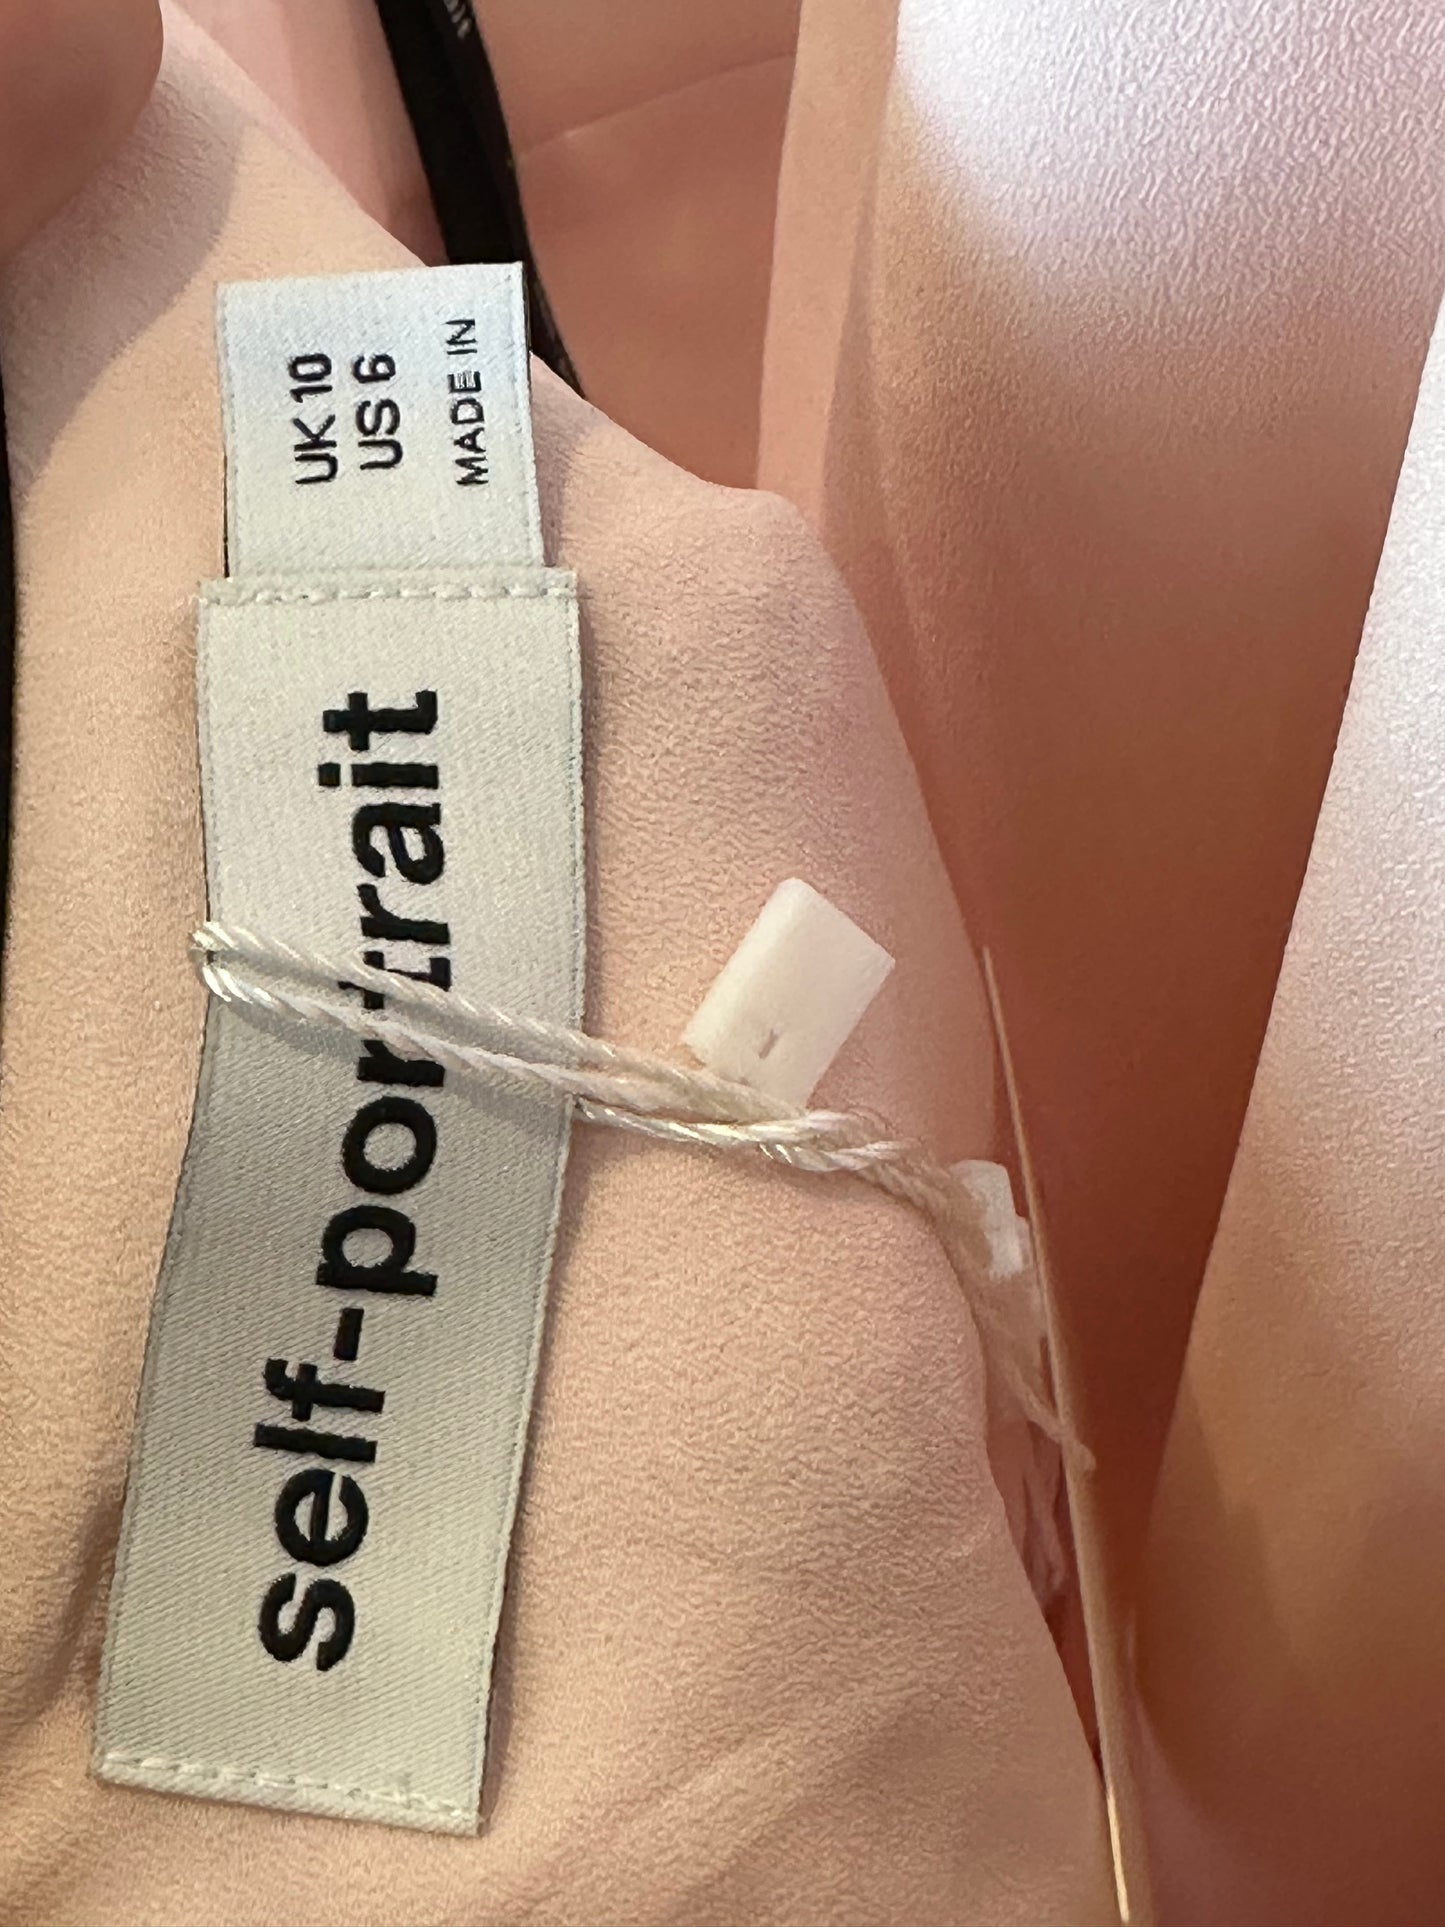 self-portrait
UK 10
US 6
MADE IN